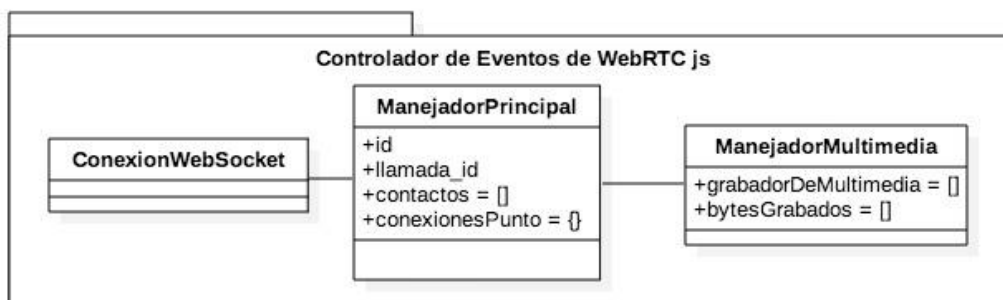 Controlador de Eventos de WebRTC js
ConexionWebSocket
ManejadorPrincipal
+id
+llamada_id
+contactos = []
+conexionesPunto = {}
ManejadorMultimedia
+grabadorDeMultimedia = []
+bytesGrabados = []